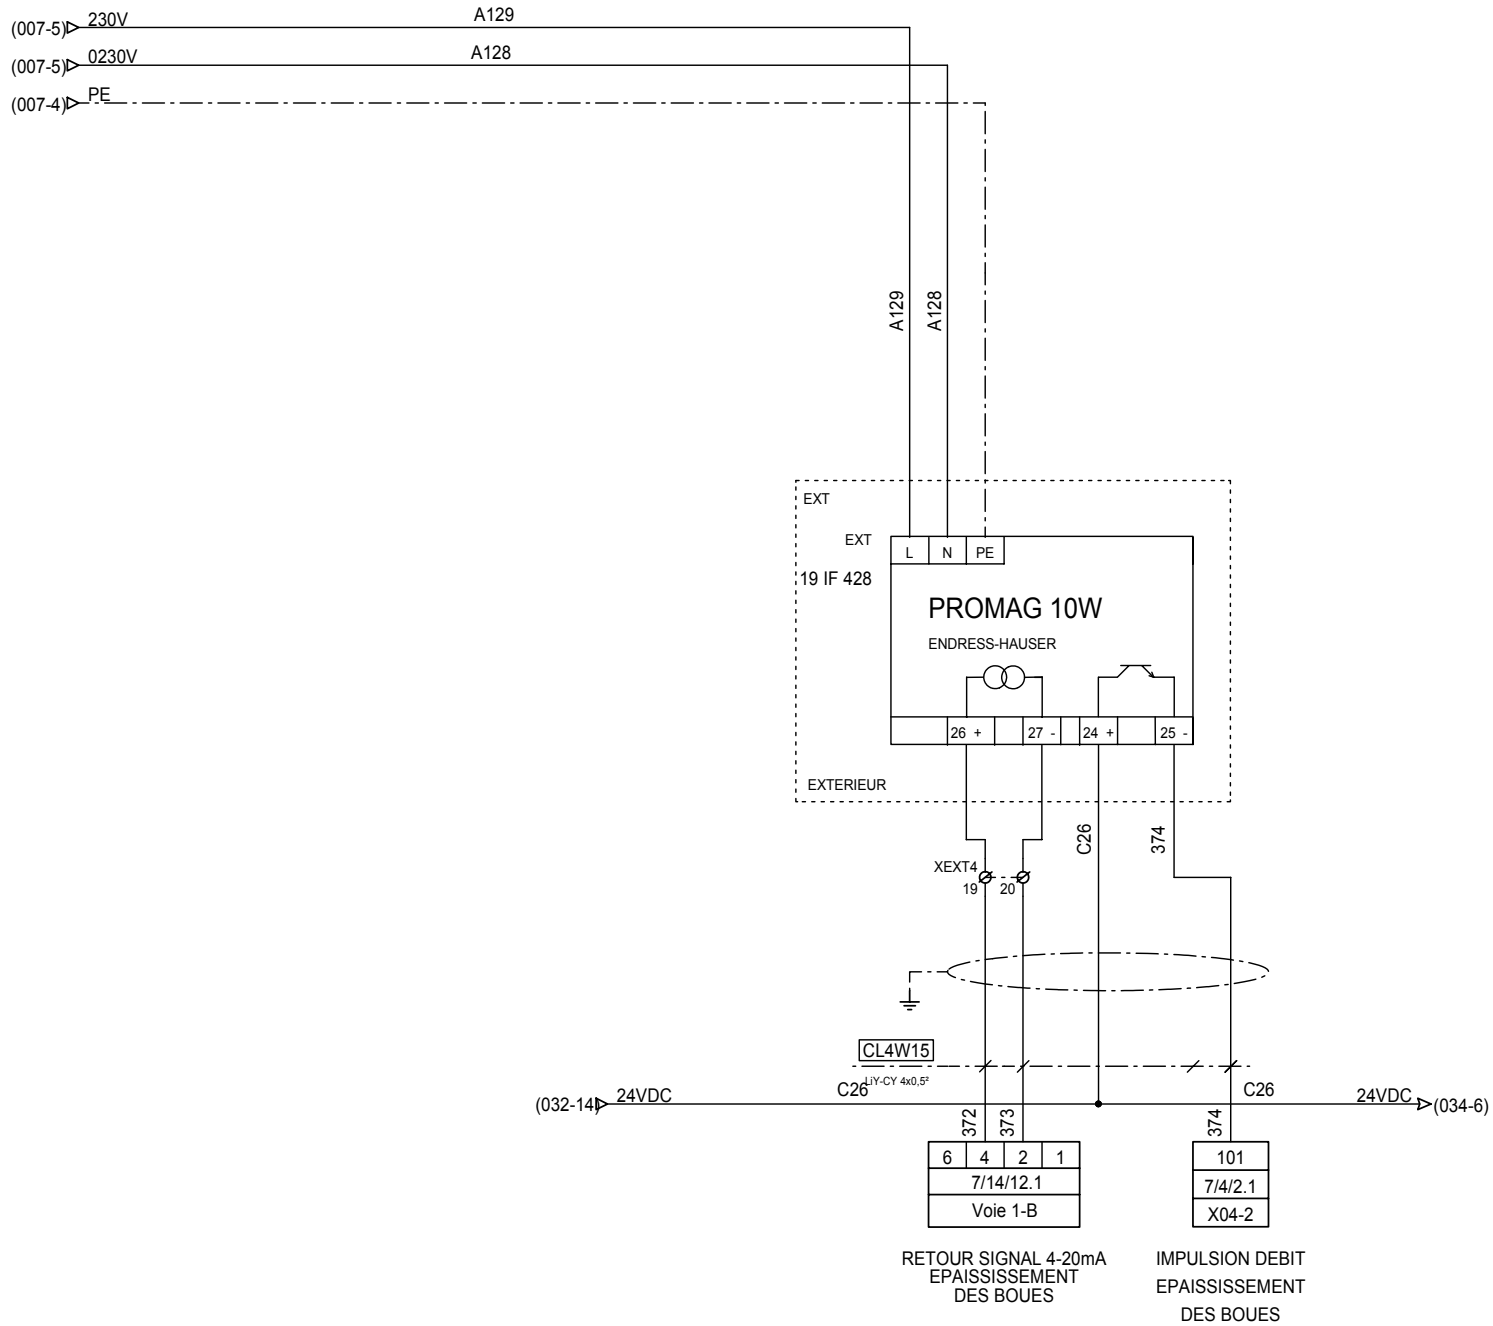 (007-5) 230V A129
(007-5) 0230V A128
(007-4) PE
A129 A128
EXT
EXT
L N PE
19 IF 428
PROMAG 10W
ENDRESS-HAUSER
26 + 27 - 24 + 25 -
EXTERIEUR
C26 374
XEXT4
19 20
CL4W15
LiY-CY 4x0,5²
(032-14) 24VDC C26 C26 24VDC (034-6)
372 373 374
6 4 2 1 101
7/14/12.1 7/4/2.1
Voie 1-B X04-2
RETOUR SIGNAL 4-20mA
EPAISSISSEMENT
DES BOUES
IMPULSION DEBIT
EPAISSISSEMENT
DES BOUES